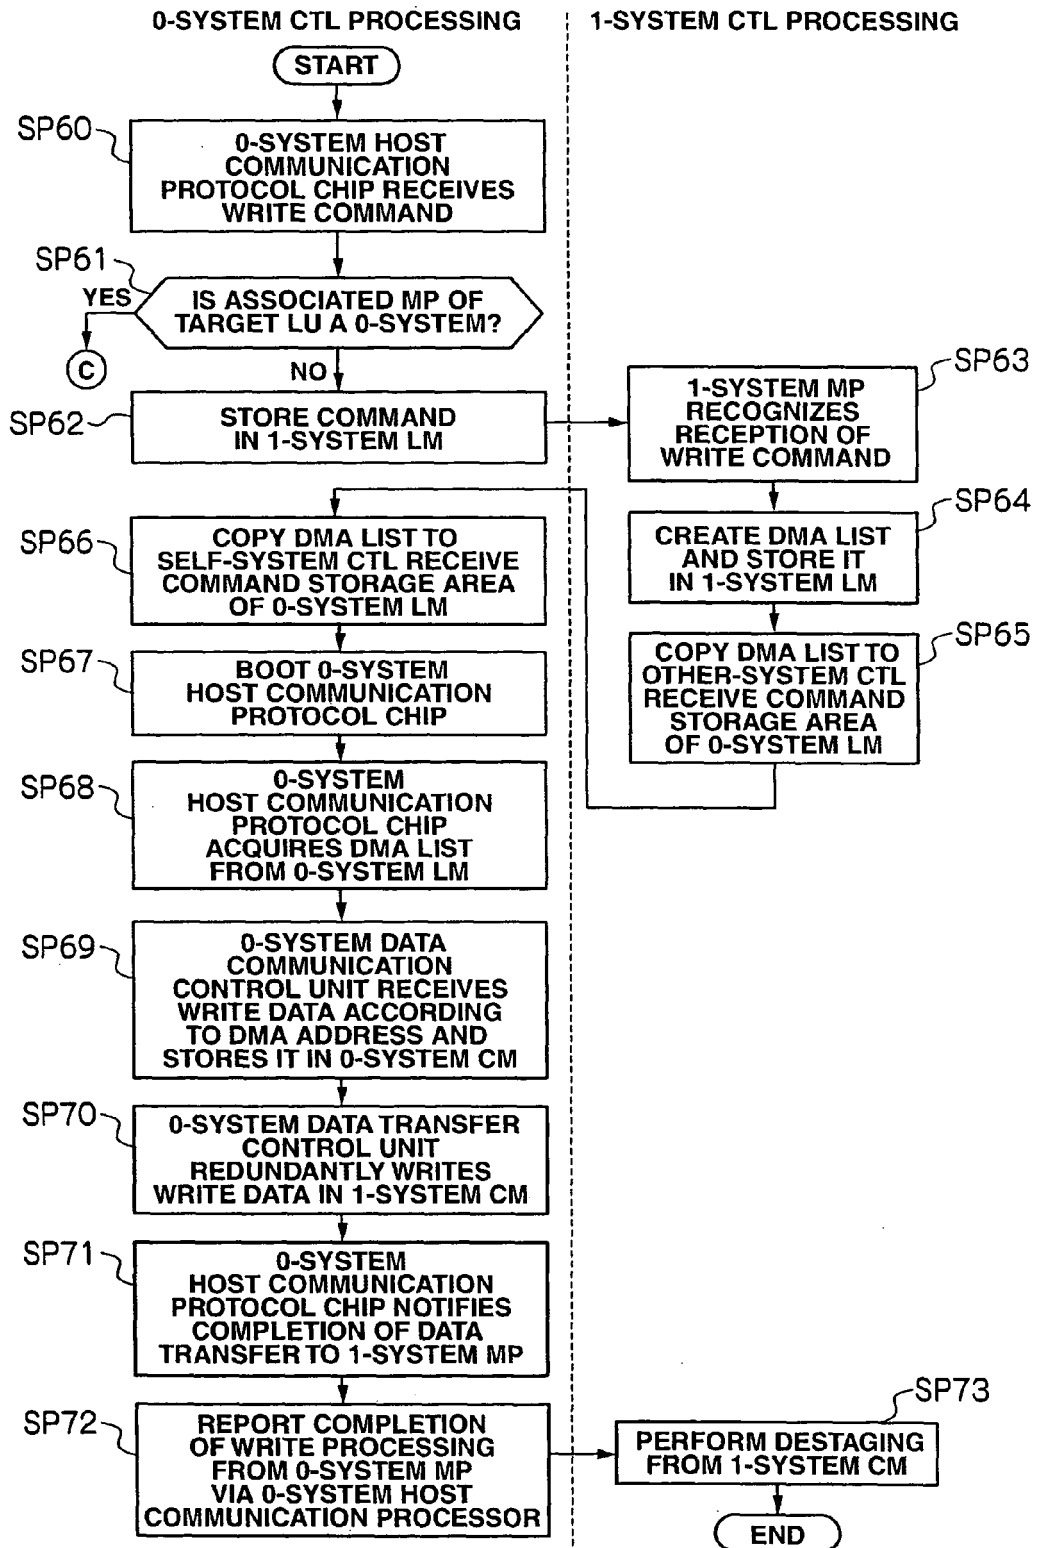 0-SYSTEM CTL PROCESSING
1-SYSTEM CTL PROCESSING
START
SP60
0-SYSTEM HOST
COMMUNICATION
PROTOCOL CHIP RECEIVES
WRITE COMMAND
SP61
YES
IS ASSOCIATED MP OF
TARGET LU A 0-SYSTEM?
C
NO
SP62
STORE COMMAND
IN 1-SYSTEM LM
SP63
1-SYSTEM MP
RECOGNIZES
RECEPTION OF
WRITE COMMAND
SP64
CREATE DMA LIST
AND STORE IT
IN 1-SYSTEM LM
SP65
COPY DMA LIST TO
OTHER-SYSTEM CTL
RECEIVE COMMAND
STORAGE AREA
OF 0-SYSTEM LM
SP66
COPY DMA LIST TO
SELF-SYSTEM CTL RECEIVE
COMMAND STORAGE AREA
OF 0-SYSTEM LM
SP67
BOOT 0-SYSTEM
HOST COMMUNICATION
PROTOCOL CHIP
SP68
0-SYSTEM
HOST COMMUNICATION
PROTOCOL CHIP
ACQUIRES DMA LIST
FROM 0-SYSTEM LM
SP69
0-SYSTEM DATA
COMMUNICATION
CONTROL UNIT RECEIVES
WRITE DATA ACCORDING
TO DMA ADDRESS AND
STORES IT IN 0-SYSTEM CM
SP70
0-SYSTEM DATA TRANSFER
CONTROL UNIT
REDUNDANTLY WRITES
WRITE DATA IN 1-SYSTEM CM
SP71
0-SYSTEM
HOST COMMUNICATION
PROTOCOL CHIP NOTIFIES
COMPLETION OF DATA
TRANSFER TO 1-SYSTEM MP
SP72
REPORT COMPLETION
OF WRITE PROCESSING
FROM 0-SYSTEM MP
VIA 0-SYSTEM HOST
COMMUNICATION PROCESSOR
SP73
PERFORM DESTAGING
FROM 1-SYSTEM CM
END